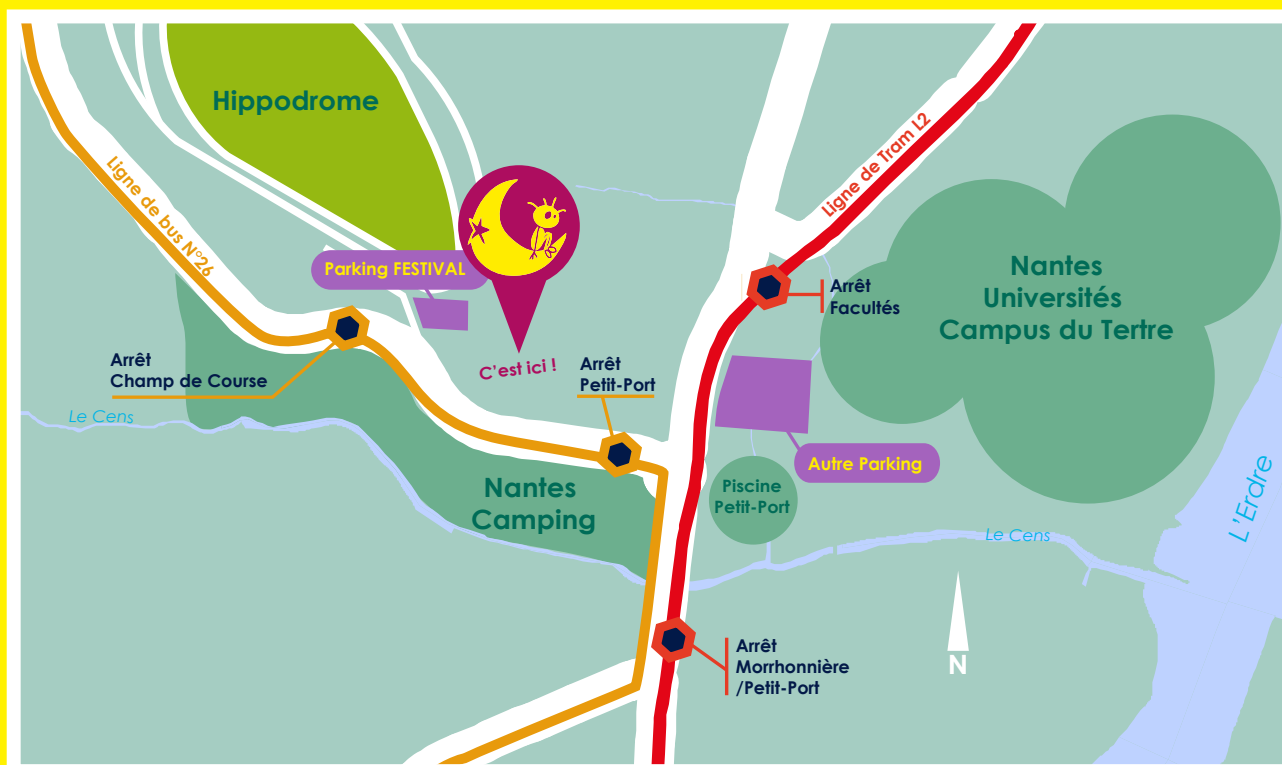 Hippodrome
Ligne de Tram L2
Ligne de bus N°26
Parking FESTIVAL
Nantes
Universités
Campus du Tertre
Arrêt
Facultés
Arrêt
Champ de Course
C'est ici !
Arrêt
Petit-Port
Le Cens
Autre Parking
Nantes
Camping
Piscine
Petit-Port
L'Erdre
Le Cens
Arrêt
Morrhonnière
/Petit-Port
N